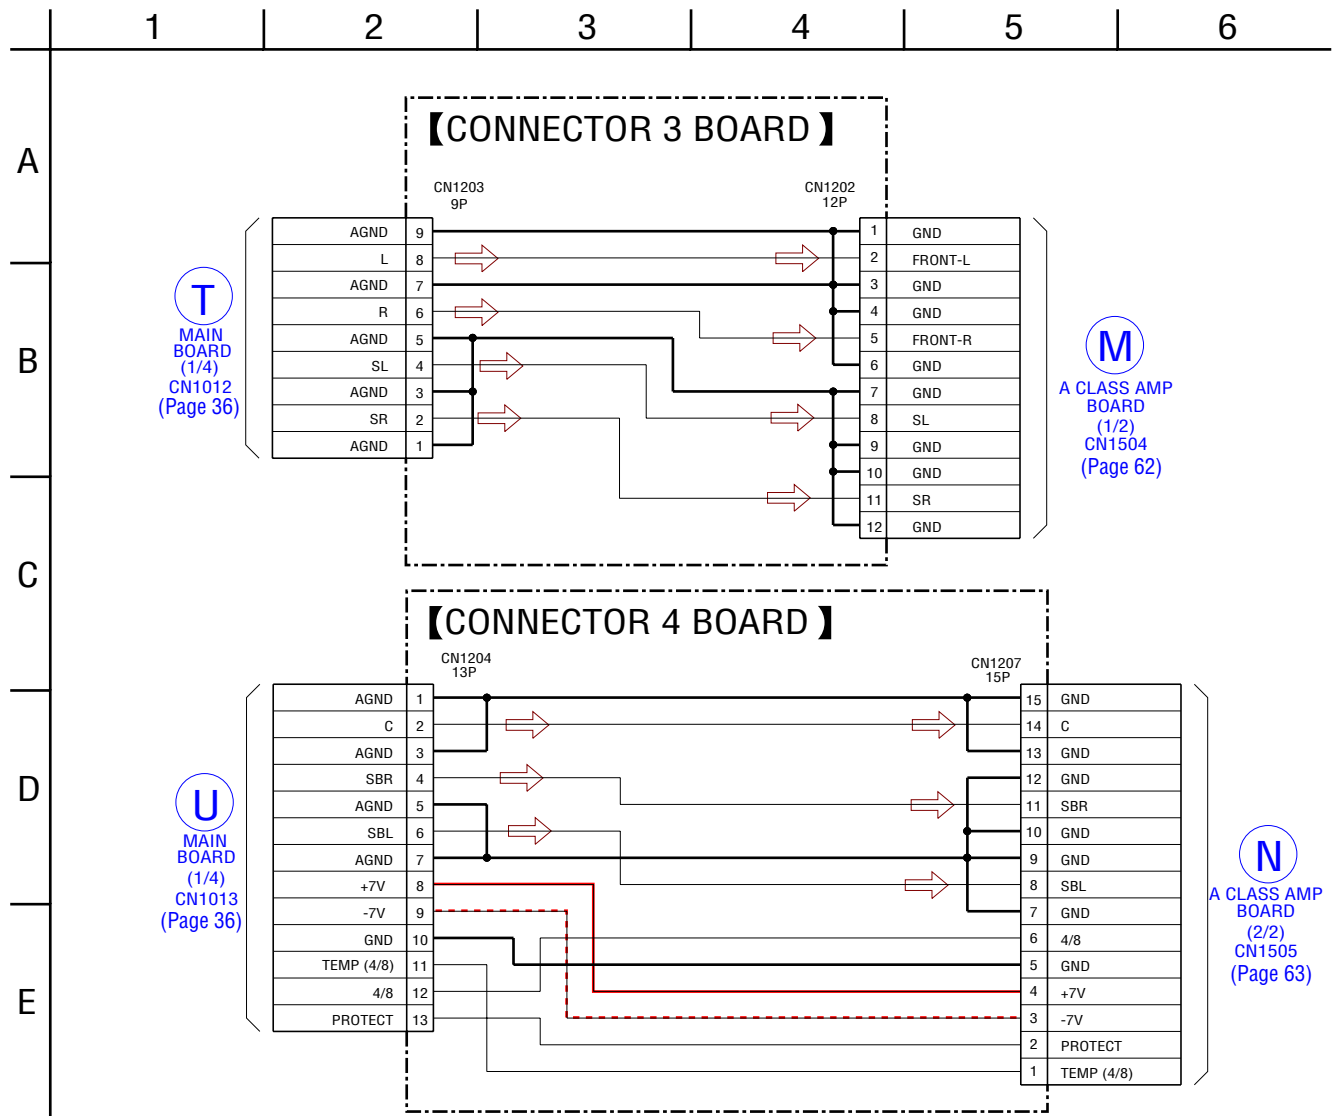 1 2 3 4 5 6
A
B
C
D
E
【CONNECTOR 3 BOARD】
CN1203
9P
CN1202
12P
AGND 9
L 8
AGND 7
R 6
AGND 5
SL 4
AGND 3
SR 2
AGND 1
1 GND
2 FRONT-L
3 GND
4 GND
5 FRONT-R
6 GND
7 GND
8 SL
9 GND
10 GND
11 SR
12 GND
T
MAIN
BOARD
(1/4)
CN1012
(Page 36)
M
A CLASS AMP
BOARD
(1/2)
CN1504
(Page 62)
【CONNECTOR 4 BOARD】
CN1204
13P
CN1207
15P
AGND 1
C 2
AGND 3
SBR 4
AGND 5
SBL 6
AGND 7
+7V 8
-7V 9
GND 10
TEMP (4/8) 11
4/8 12
PROTECT 13
15 GND
14 C
13 GND
12 GND
11 SBR
10 GND
9 GND
8 SBL
7 GND
6 4/8
5 GND
4 +7V
3 -7V
2 PROTECT
1 TEMP (4/8)
U
MAIN
BOARD
(1/4)
CN1013
(Page 36)
N
A CLASS AMP
BOARD
(2/2)
CN1505
(Page 63)